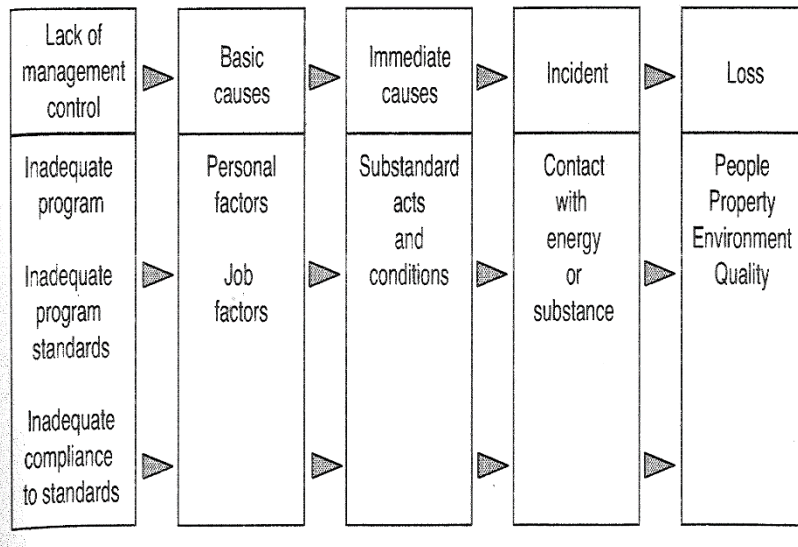 Lack of
management
control
Basic
causes
Immediate
causes
Incident
Loss
Inadequate
program
Inadequate
program
standards
Inadequate
compliance
to standards
Personal
factors
Job
factors
Substandard
acts
and
conditions
Contact
with
energy
or
substance
People
Property
Environment
Quality